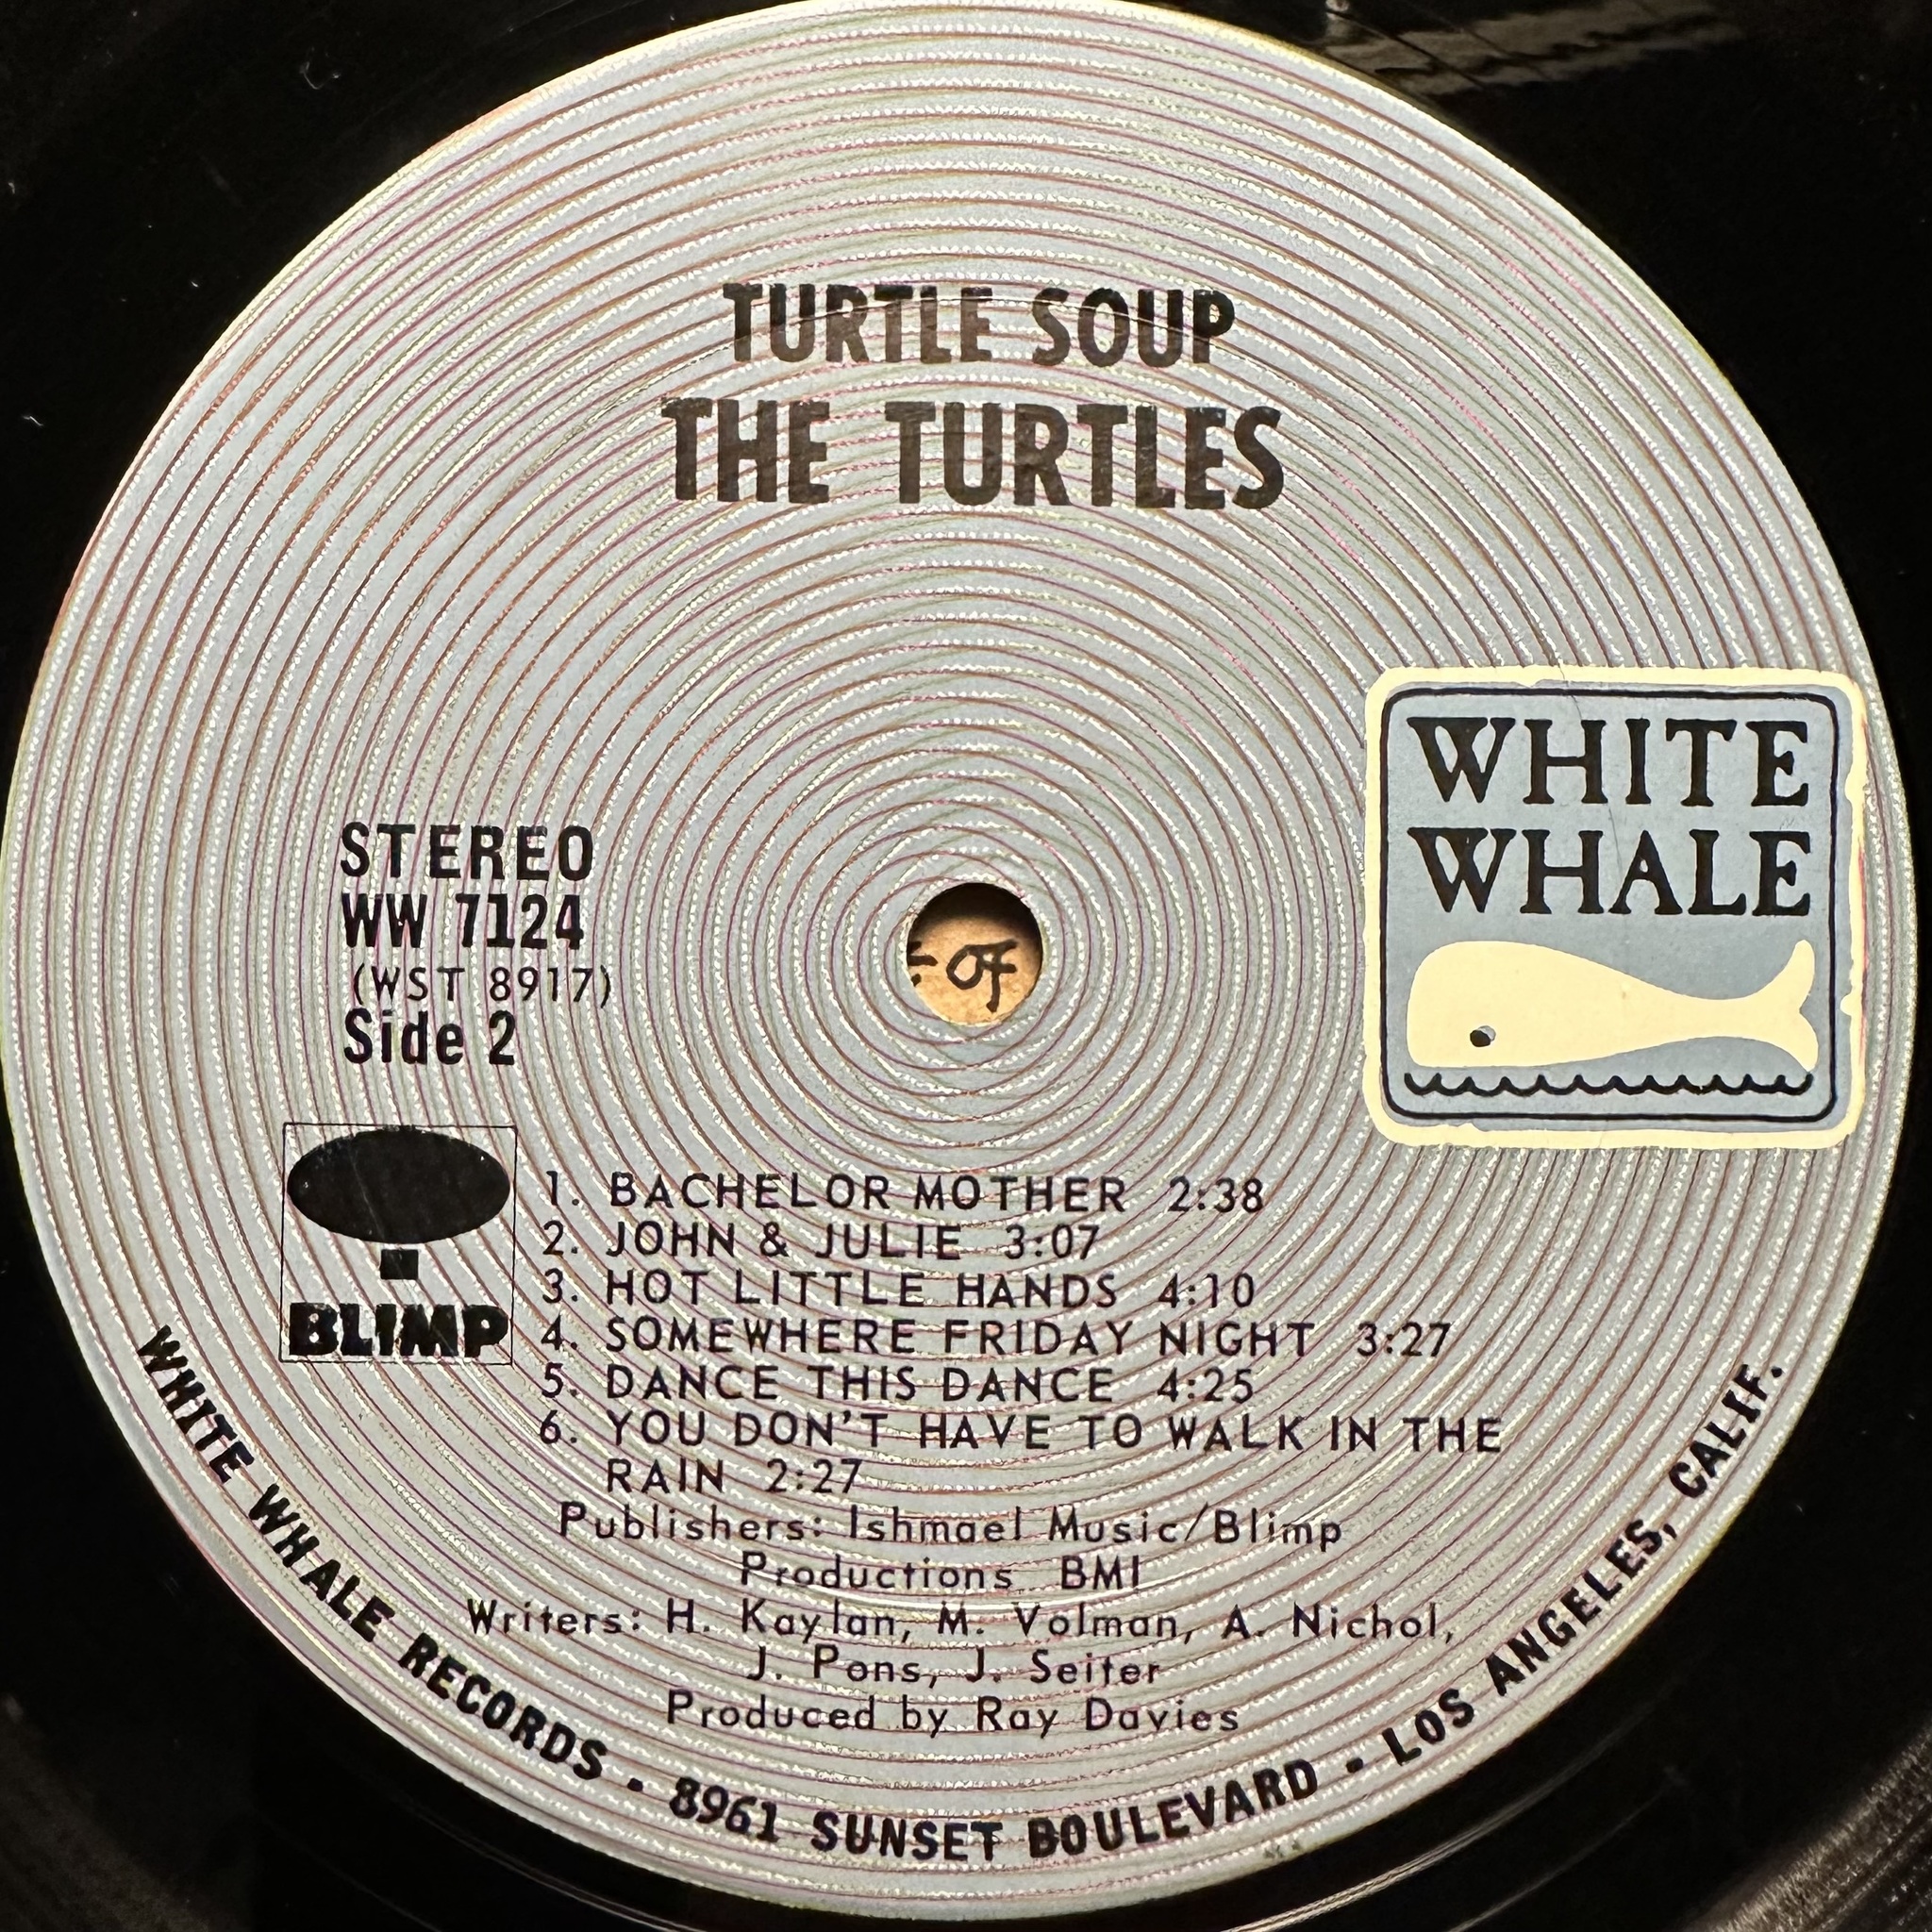 TURTLE SOUP
THE TURTLES
WHITE
WHALE
STEREO
WW 7124
(WST 8917)
Side 2
OF
BLIMP
1. BACHELOR MOTHER 2:38
2. JOHN & JULIE 3:07
3. HOT LITTLE HANDS 4:10
4. SOMEWHERE FRIDAY NIGHT 3:27
5. DANCE THIS DANCE 4:25
6. YOU DON'T HAVE TO WALK IN THE
RAIN 2:27
Publishers: Ishmael Music/Blimp
Productions BMI
Writers: H. Kaylan, M. Volman, A. Nichol,
J. Pons, J. Seiter
Produced by Ray Davies
WHITE WHALE RECORDS • 8961 SUNSET BOULEVARD • LOS ANGELES, CALIF.